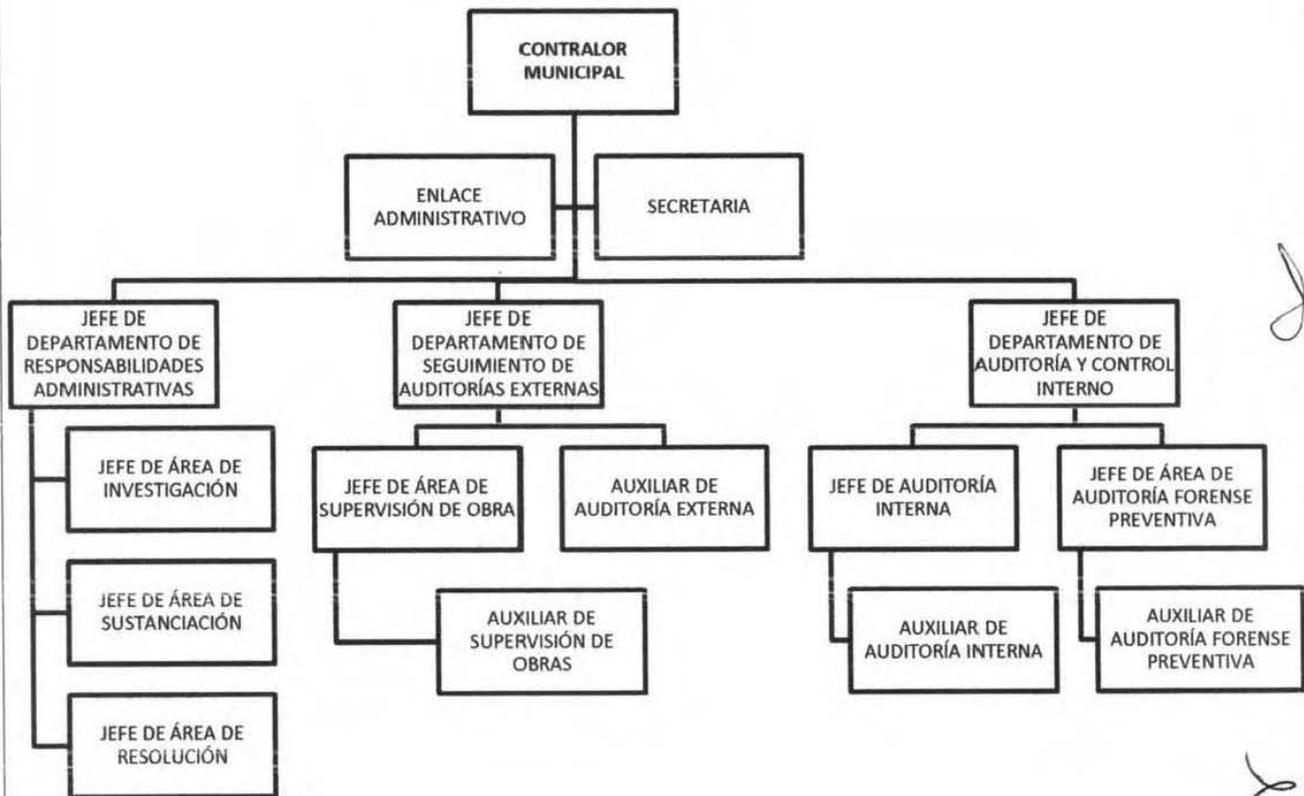 CONTRALOR
MUNICIPAL
ENLACE
ADMINISTRATIVO
SECRETARIA
JEFE DE
DEPARTAMENTO DE
RESPONSABILIDADES
ADMINISTRATIVAS
JEFE DE
DEPARTAMENTO DE
SEGUIMIENTO DE
AUDITORÍAS EXTERNAS
JEFE DE
DEPARTAMENTO DE
AUDITORÍA Y CONTROL
INTERNO
JEFE DE ÁREA DE
INVESTIGACIÓN
JEFE DE ÁREA DE
SUSTANCIACIÓN
JEFE DE ÁREA DE
RESOLUCIÓN
JEFE DE ÁREA DE
SUPERVISIÓN DE OBRA
AUXILIAR DE
AUDITORÍA EXTERNA
AUXILIAR DE
SUPERVISIÓN DE
OBRAS
JEFE DE AUDITORÍA
INTERNA
JEFE DE ÁREA DE
AUDITORÍA FORENSE
PREVENTIVA
AUXILIAR DE
AUDITORÍA INTERNA
AUXILIAR DE
AUDITORÍA FORENSE
PREVENTIVA